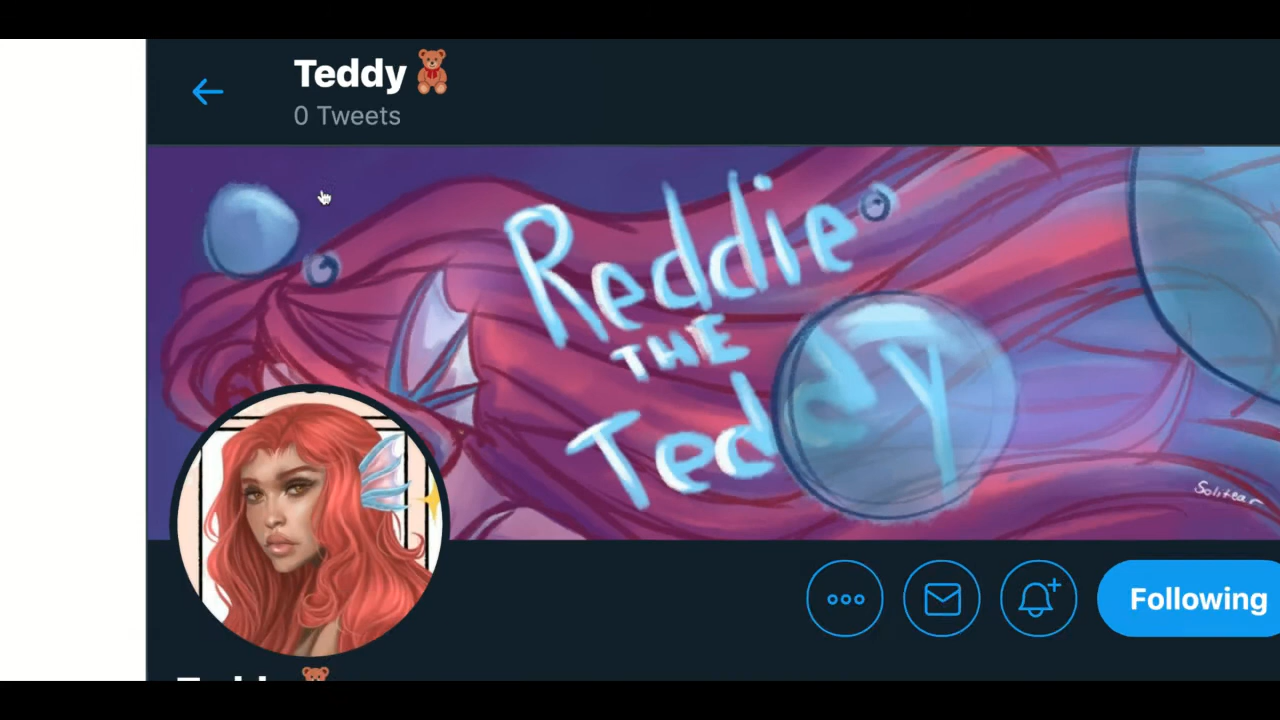 Teddy 🧸
0 Tweets
Reddie
THE
Teddy
Solitear
Following